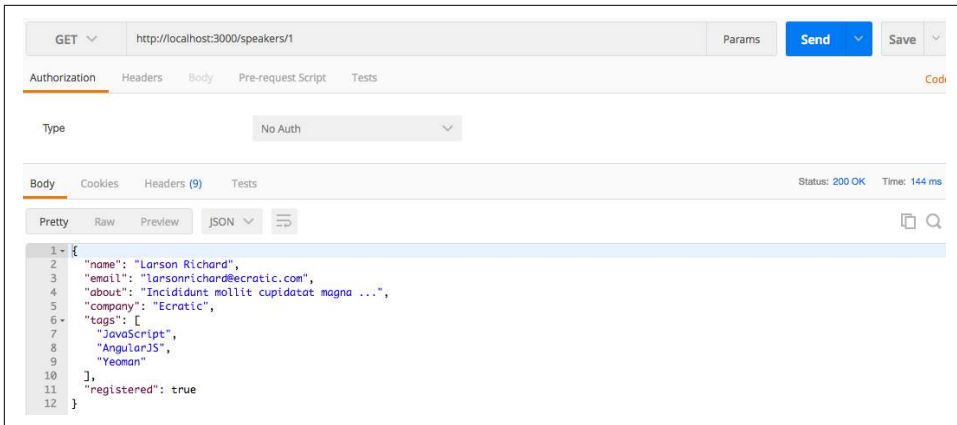 GET http://localhost:3000/speakers/1 Params Send Save
Authorization Headers Body Pre-request Script Tests Code
Type No Auth
Body Cookies Headers (9) Tests Status: 200 OK Time: 144 ms
Pretty Raw Preview JSON
1 {
2 "name": "Larson Richard",
3 "email": "larsonrichard@ecratic.com",
4 "about": "Incididunt mollit cupidatat magna ...",
5 "company": "Ecratic",
6 "tags": [
7 "JavaScript",
8 "AngularJS",
9 "Yeoman"
10 ],
11 "registered": true
12 }